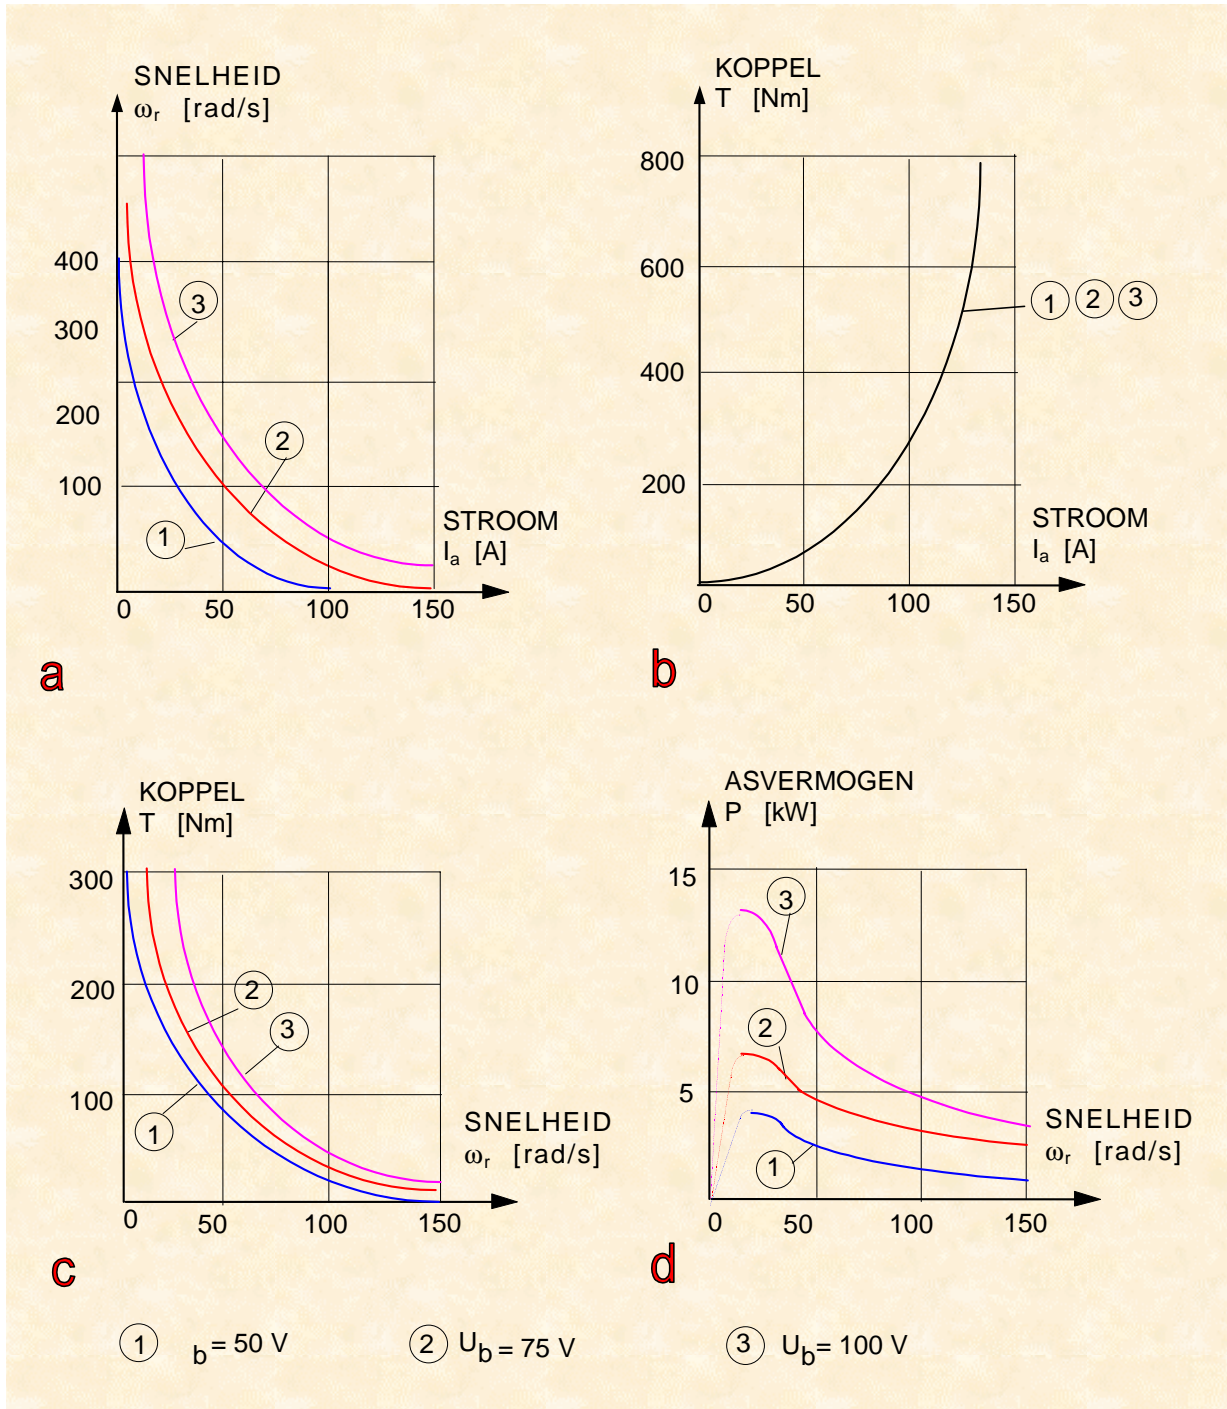 SNELHEID
ωr [rad/s]
400
300
200
100
3
2
1
STROOM
Ia [A]
0 50 100 150
a
KOPPEL
T [Nm]
800
600
400
200
1 2 3
STROOM
Ia [A]
0 50 100 150
b
KOPPEL
T [Nm]
300
200
100
2
3
1
SNELHEID
ωr [rad/s]
0 50 100 150
c
ASVERMOGEN
P [kW]
15
10
5
3
2
1
SNELHEID
ωr [rad/s]
0 50 100 150
d
1 b = 50 V 2 Ub = 75 V 3 Ub = 100 V